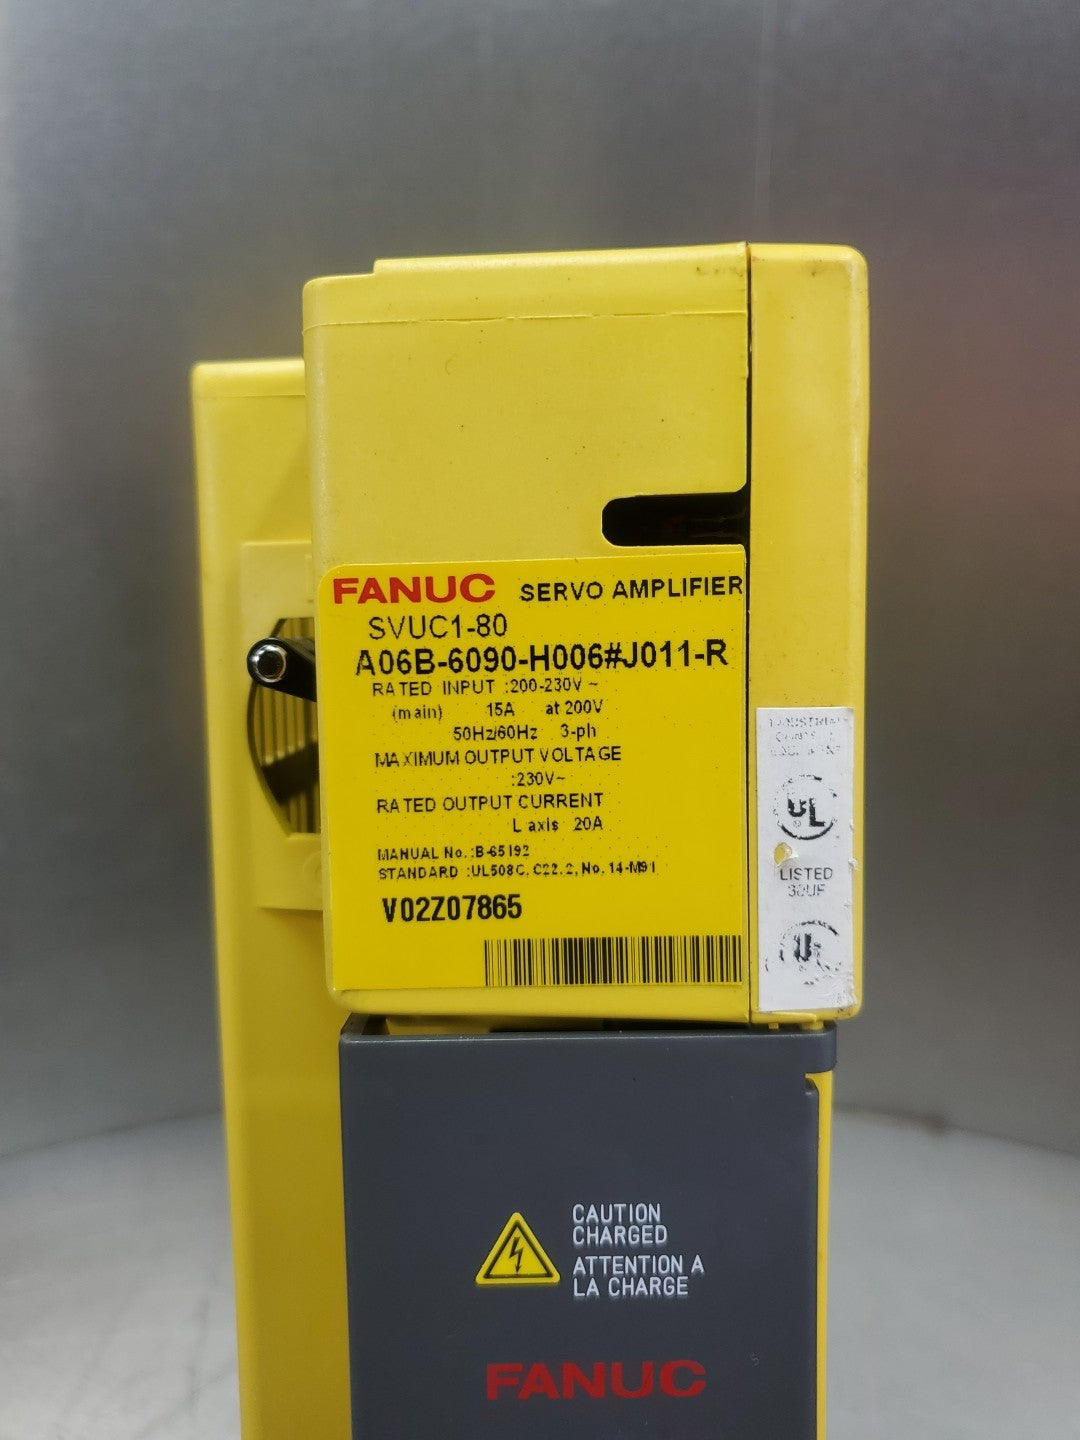 FANUC SERVO AMPLIFIER
SVUC1-80
A06B-6090-H006#J011-R
RATED INPUT :200-230V~
(main) 15A at 200V
50Hz/60Hz 3-ph
MAXIMUM OUTPUT VOLTAGE
:230V~
RATED OUTPUT CURRENT
L axis 20A
MANUAL No.:B-65192
STANDARD :UL508C, C22.2, No.14-M91
V02Z07865
UL
LISTED
30UF
CAUTION
CHARGED
ATTENTION A
LA CHARGE
FANUC